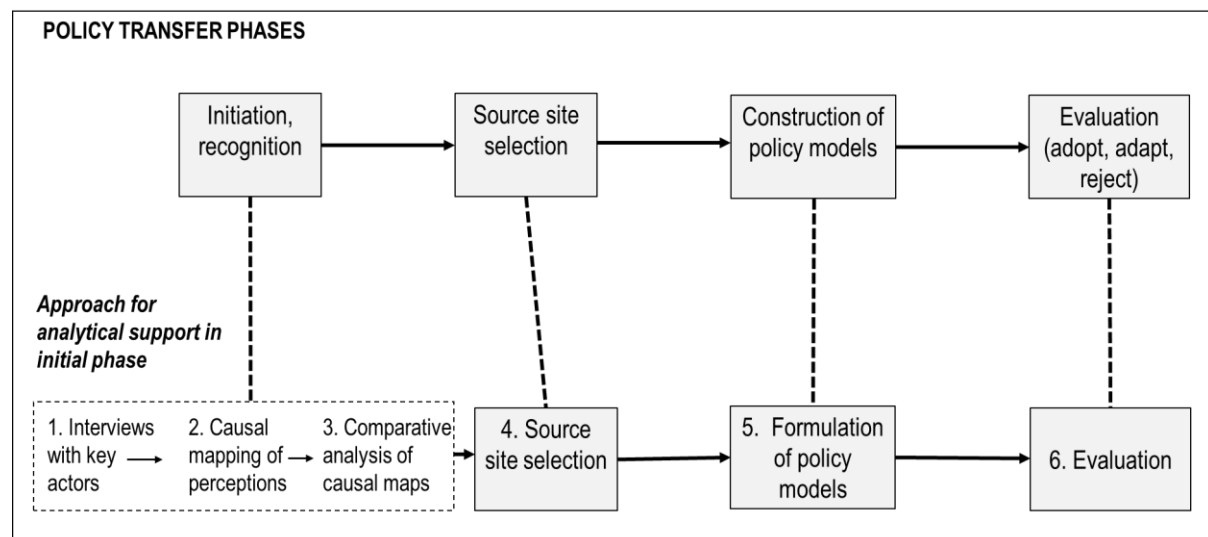 POLICY TRANSFER PHASES
Initiation,
recognition
Source site
selection
Construction of
policy models
Evaluation
(adopt, adapt,
reject)
Approach for
analytical support in
initial phase
1. Interviews
with key
actors
2. Causal
mapping of
perceptions
3. Comparative
analysis of
causal maps
4. Source
site selection
5. Formulation
of policy
models
6. Evaluation